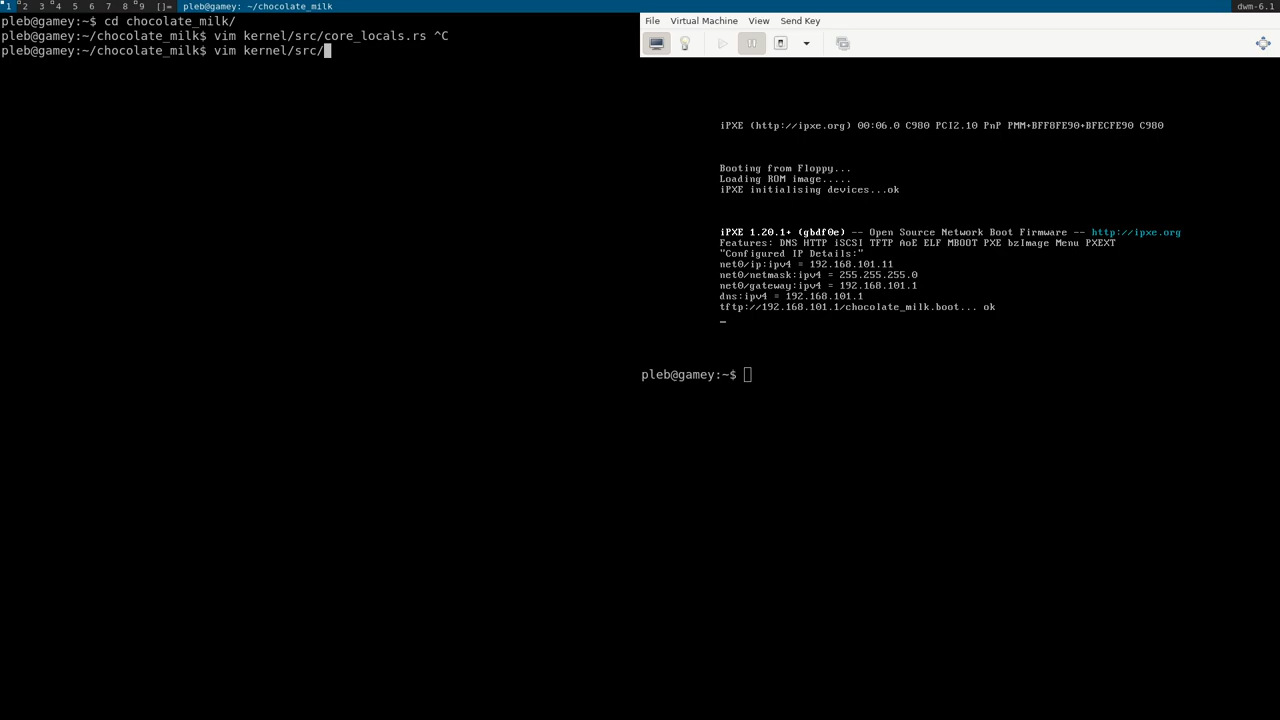 1 2 3 4 5 6 7 8 9 []= pleb@gamey: ~/chocolate_milk dwm-6.1
pleb@gamey:~$ cd chocolate_milk/
pleb@gamey:~/chocolate_milk$ vim kernel/src/core_locals.rs ^C
pleb@gamey:~/chocolate_milk$ vim kernel/src/
File Virtual Machine View Send Key
iPXE (http://ipxe.org) 00:06.0 C980 PCI2.10 PnP PMM+BFF8FE90+BFECFE90 C980
Booting from Floppy...
Loading ROM image.....
iPXE initialising devices...ok
iPXE 1.20.1+ (gbdf0e) -- Open Source Network Boot Firmware -- http://ipxe.org
Features: DNS HTTP iSCSI TFTP AoE ELF MBOOT PXE bzImage Menu PXEXT
"Configured IP Details:"
net0/ip:ipv4 = 192.168.101.11
net0/netmask:ipv4 = 255.255.255.0
net0/gateway:ipv4 = 192.168.101.1
dns:ipv4 = 192.168.101.1
tftp://192.168.101.1/chocolate_milk.boot... ok
pleb@gamey:~$